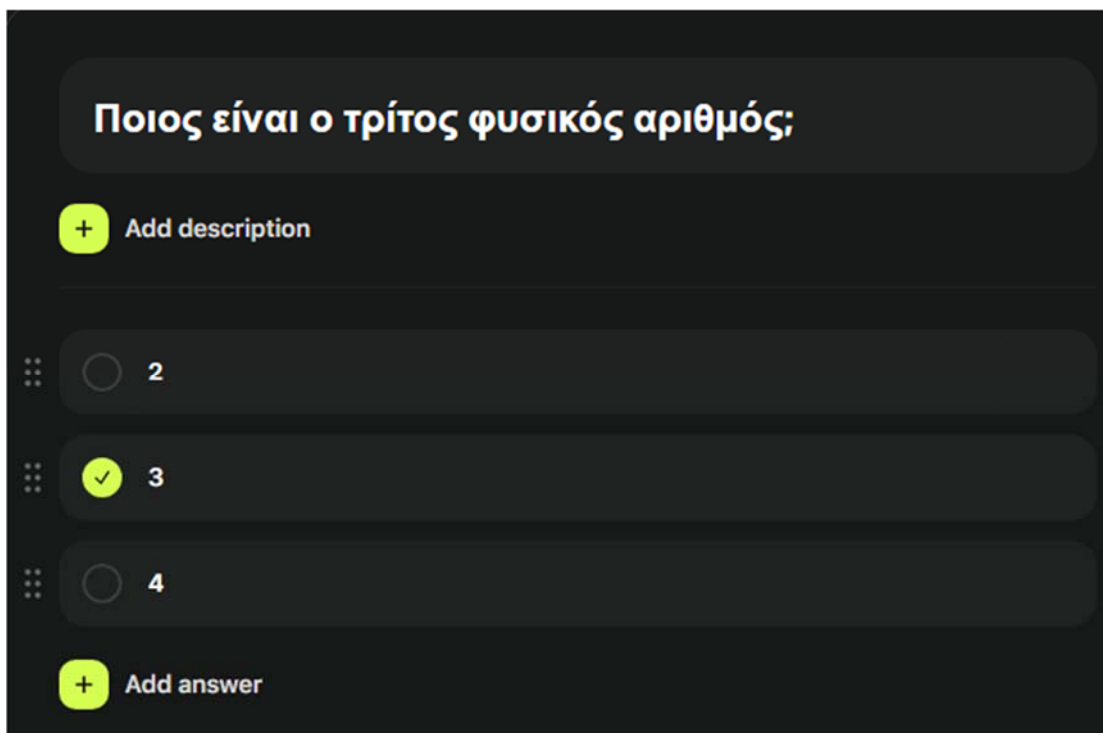 Ποιος είναι ο τρίτος φυσικός αριθμός;
+ Add description
2
3
4
+ Add answer